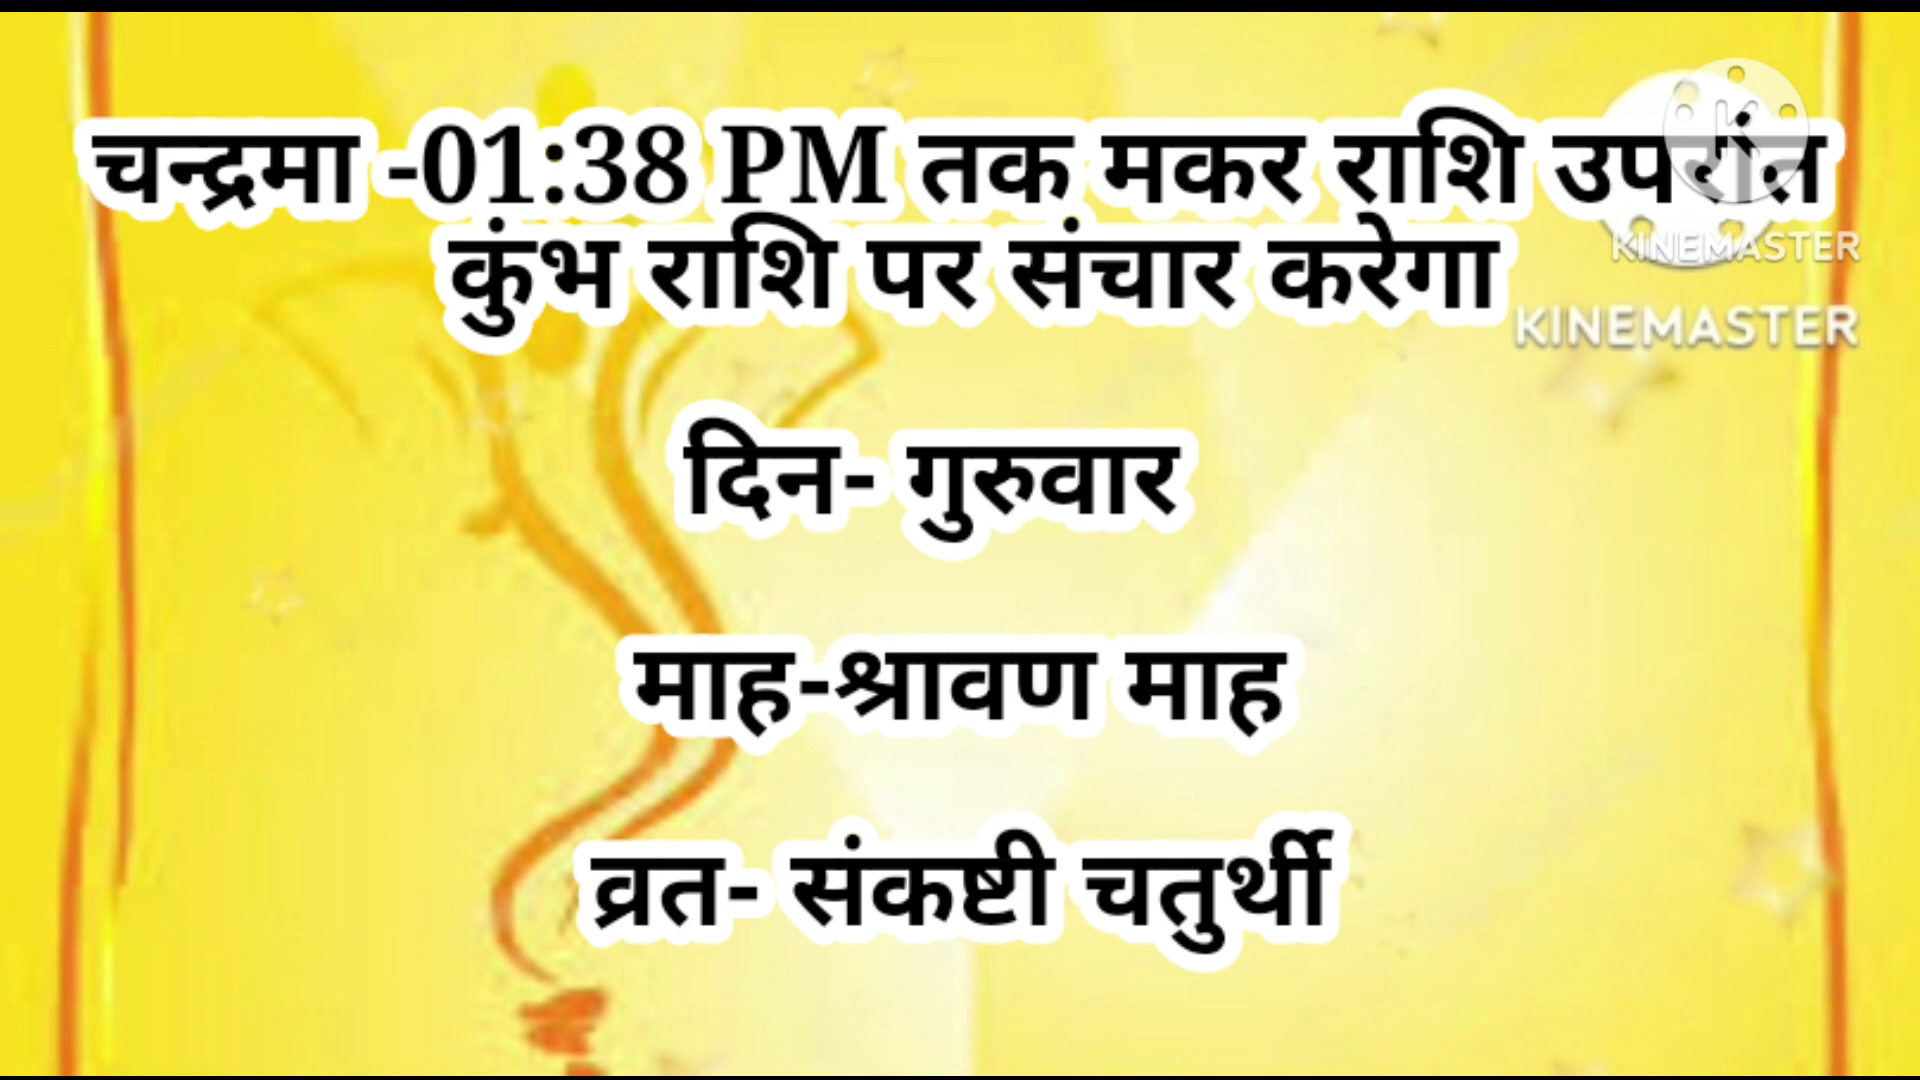 चन्द्रमा -01:38 PM तक मकर राशि उपरांत
कुंभ राशि पर संचार करेगा
KINEMASTER
KINEMASTER
दिन- गुरुवार
माह-श्रावण माह
व्रत- संकष्टी चतुर्थी